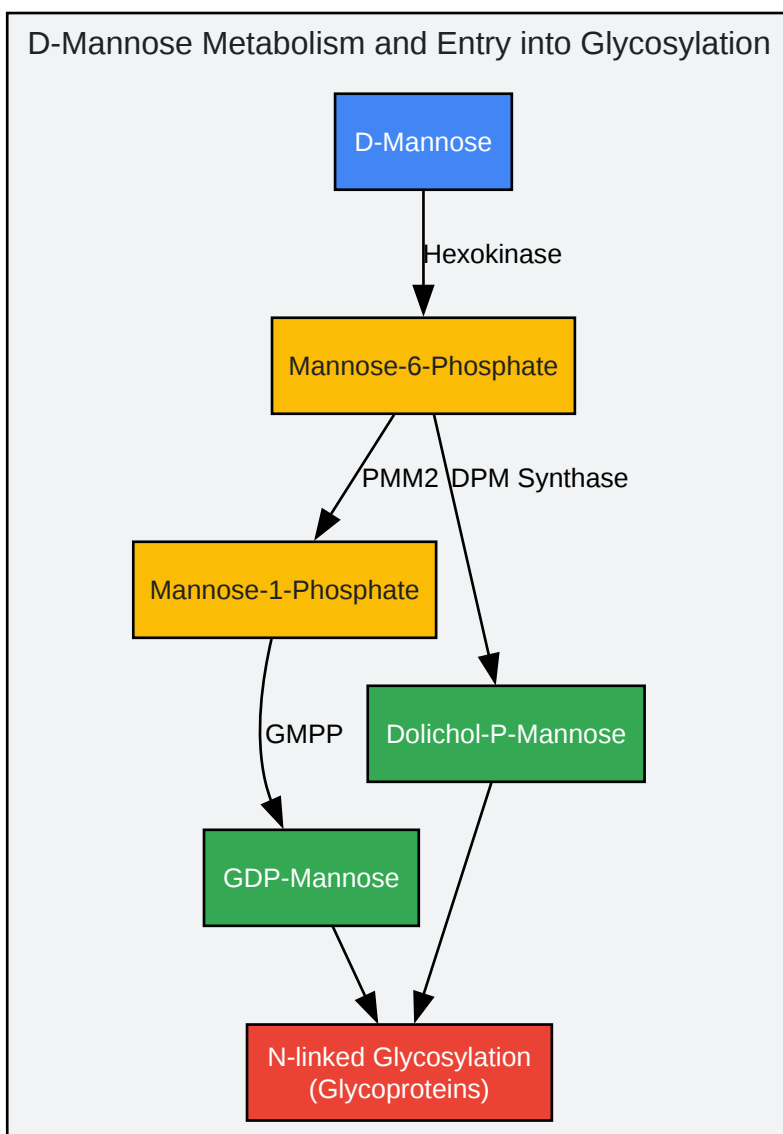 D-Mannose Metabolism and Entry into Glycosylation
D-Mannose
Hexokinase
Mannose-6-Phosphate
PMM2
DPM Synthase
Mannose-1-Phosphate
GMPP
Dolichol-P-Mannose
GDP-Mannose
N-linked Glycosylation
(Glycoproteins)